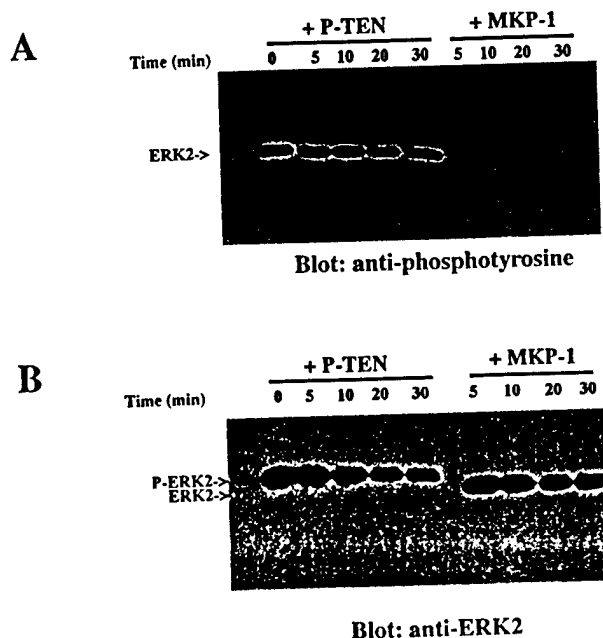 A
+ P-TEN + MKP-1
Time (min) 0 5 10 20 30 5 10 20 30
ERK2->
Blot: anti-phosphotyrosine
B
+ P-TEN + MKP-1
Time (min) 0 5 10 20 30 5 10 20 30
P-ERK2->
ERK2->
Blot: anti-ERK2